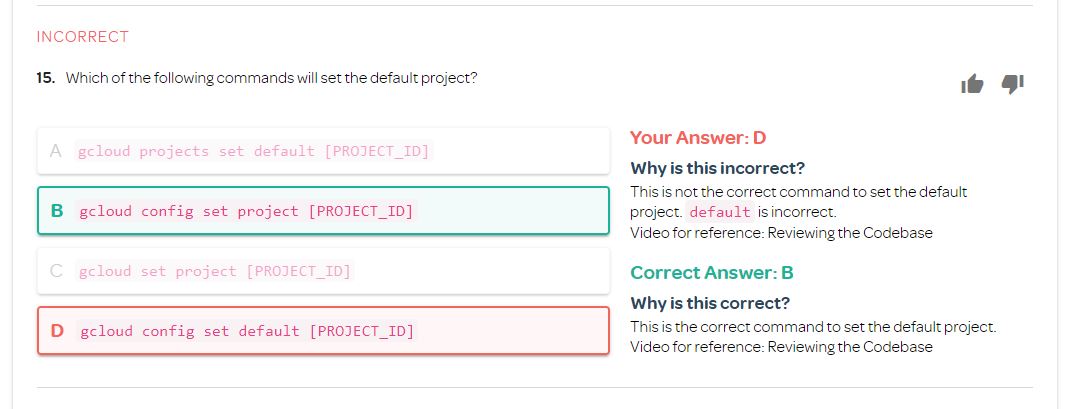 INCORRECT
15. Which of the following commands will set the default project?
A gcloud projects set default [PROJECT_ID]
B gcloud config set project [PROJECT_ID]
C gcloud set project [PROJECT_ID]
D gcloud config set default [PROJECT_ID]
Your Answer: D
Why is this incorrect?
This is not the correct command to set the default
project. default is incorrect.
Video for reference: Reviewing the Codebase
Correct Answer: B
Why is this correct?
This is the correct command to set the default project.
Video for reference: Reviewing the Codebase